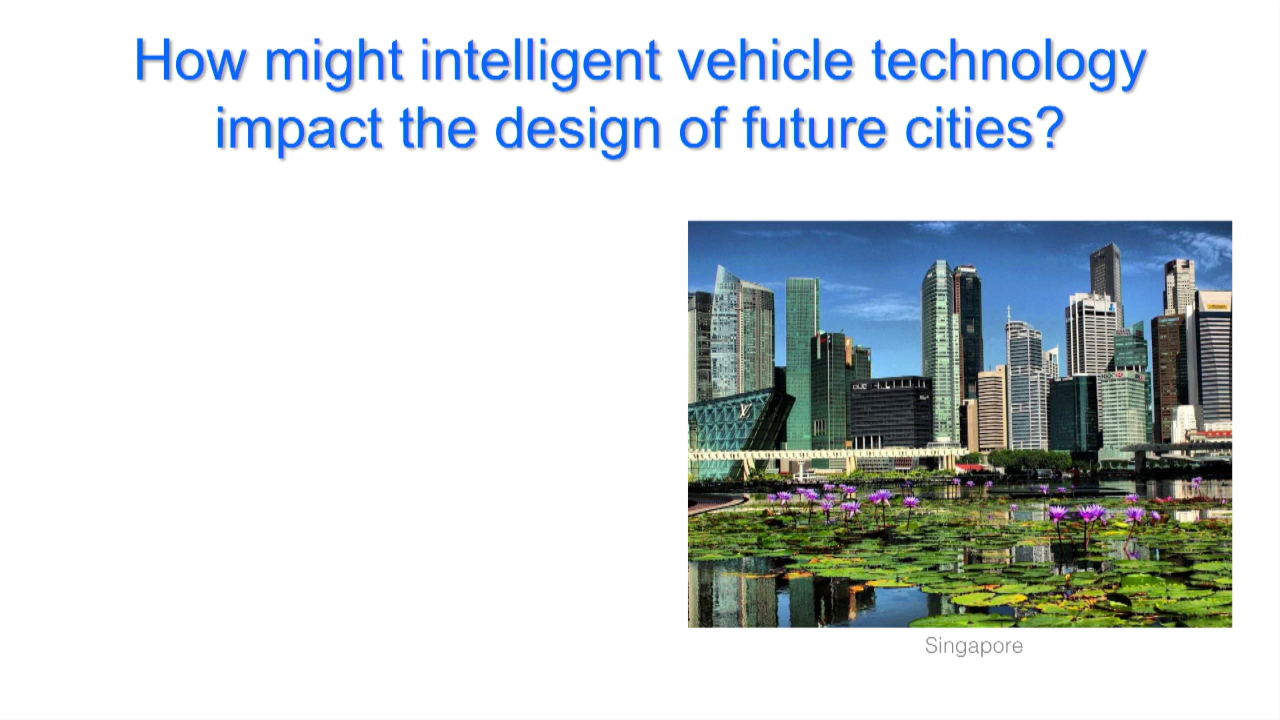 How might intelligent vehicle technology
impact the design of future cities?
Singapore